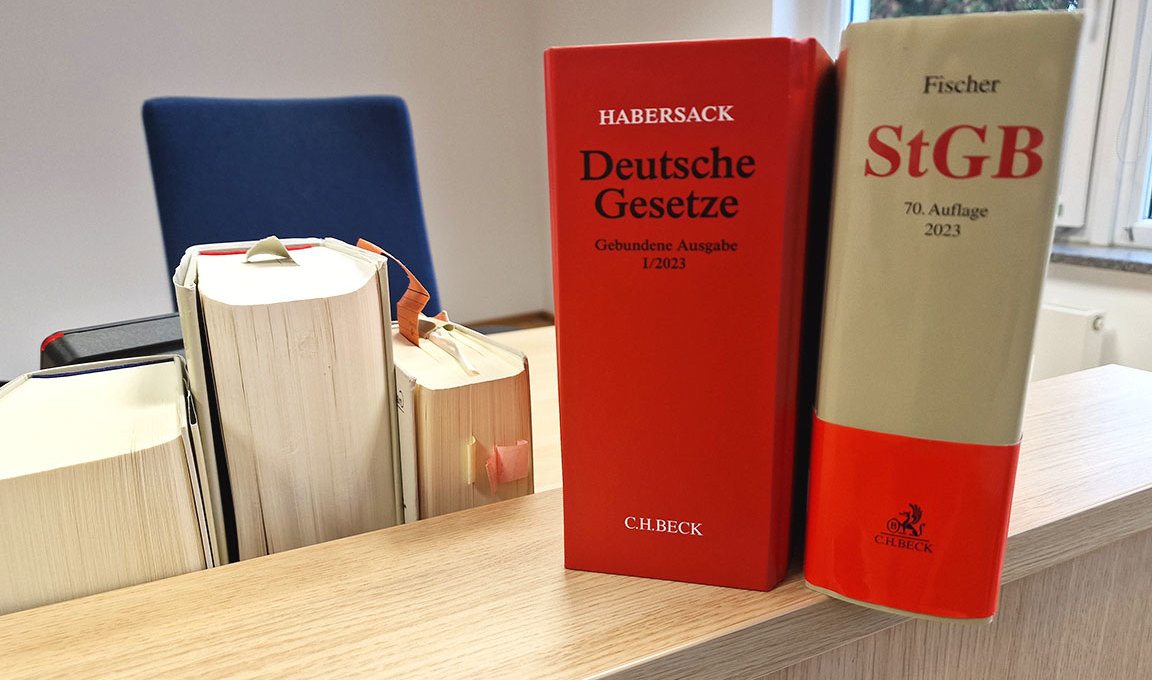 HABERSACK
Deutsche
Gesetze
Gebundene Ausgabe
I/2023
C.H.BECK
Fischer
StGB
70. Auflage
2023
B
C.H.BECK